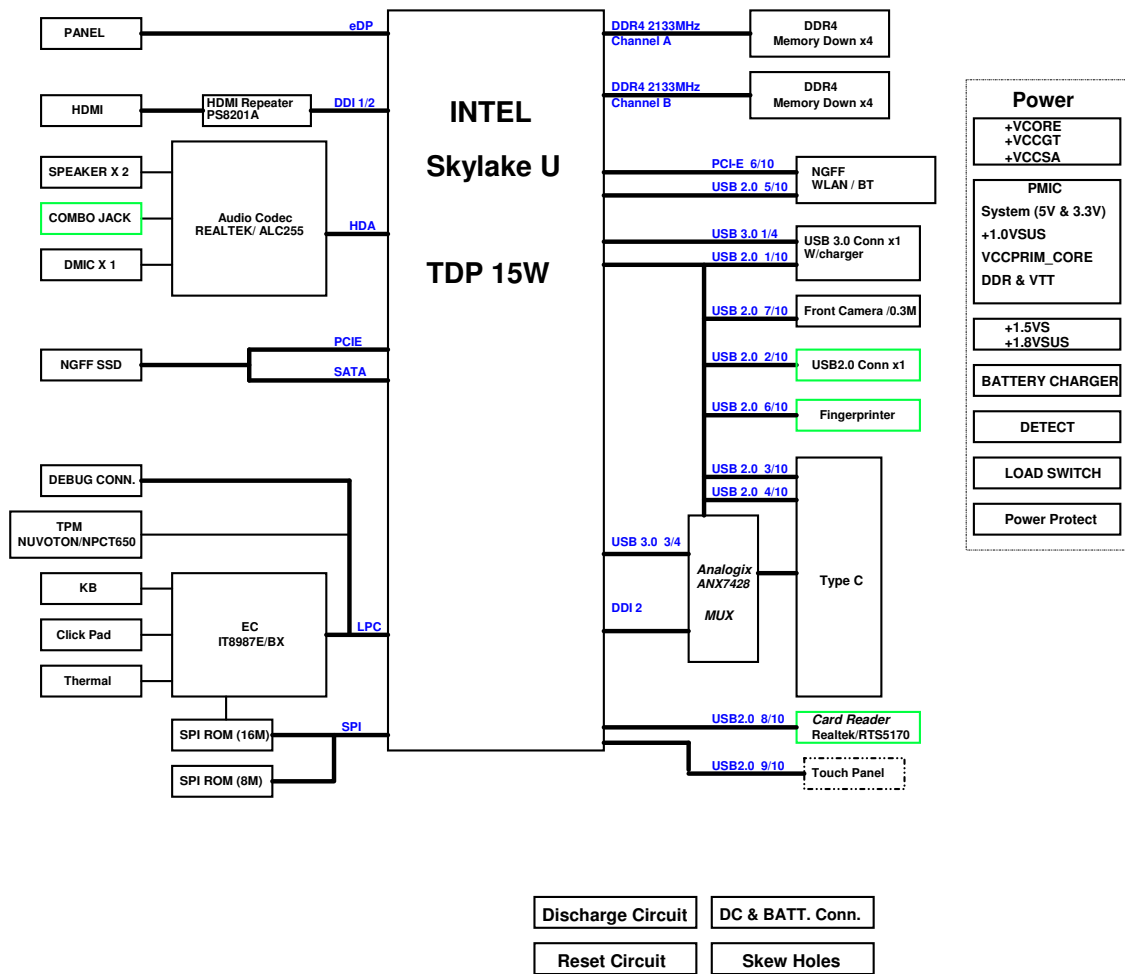 PANEL
eDP
HDMI
HDMI Repeater
PS8201A
DDI 1/2
SPEAKER X 2
COMBO JACK
DMIC X 1
Audio Codec
REALTEK/ ALC255
HDA
NGFF SSD
PCIE
SATA
DEBUG CONN.
TPM
NUVOTON/NPCT650
KB
Click Pad
Thermal
EC
IT8987E/BX
LPC
SPI ROM (16M)
SPI
SPI ROM (8M)
INTEL
Skylake U
TDP 15W
DDR4 2133MHz
Channel A
DDR4
Memory Down x4
DDR4 2133MHz
Channel B
DDR4
Memory Down x4
PCI-E 6/10
USB 2.0 5/10
NGFF
WLAN / BT
USB 3.0 1/4
USB 2.0 1/10
USB 3.0 Conn x1
W/charger
USB 2.0 7/10
Front Camera /0.3M
USB 2.0 2/10
USB2.0 Conn x1
USB 2.0 6/10
Fingerprinter
USB 2.0 3/10
USB 2.0 4/10
USB 3.0 3/4
DDI 2
Analogix
ANX7428
MUX
Type C
USB2.0 8/10
Card Reader
Realtek/RTS5170
USB2.0 9/10
Touch Panel
Power
+VCORE
+VCCGT
+VCCSA
PMIC
System (5V & 3.3V)
+1.0VSUS
VCCPRIM_CORE
DDR & VTT
+1.5VS
+1.8VSUS
BATTERY CHARGER
DETECT
LOAD SWITCH
Power Protect
Discharge Circuit
DC & BATT. Conn.
Reset Circuit
Skew Holes